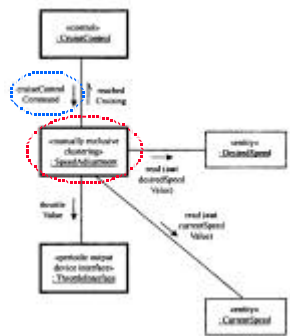 «control»
: CruiseControl
cruiseControl
Command
reached
Cruising
«mutually exclusive
clustering»
: SpeedAdjustment
«entity»
: DesiredSpeed
read (out
desiredSpeed
Value)
throttle
Value
read (out
currentSpeed
Value)
«periodic output
device interface»
: ThrottleInterface
«entity»
: CurrentSpeed